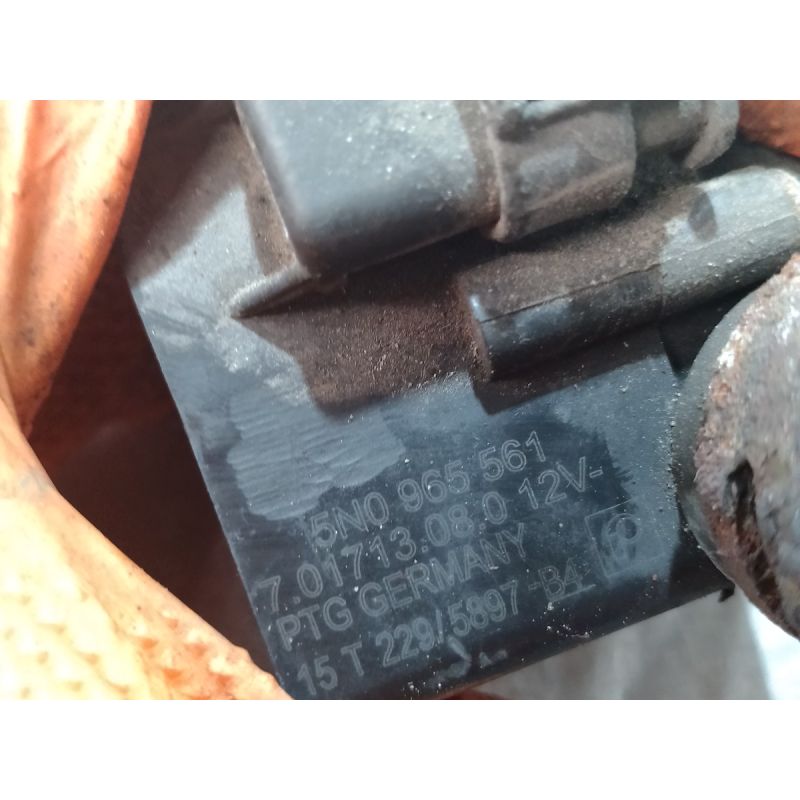 5N0 965 561
7.01713.08.0 12V-
PTG GERMANY
15 T 229/5897-B4-